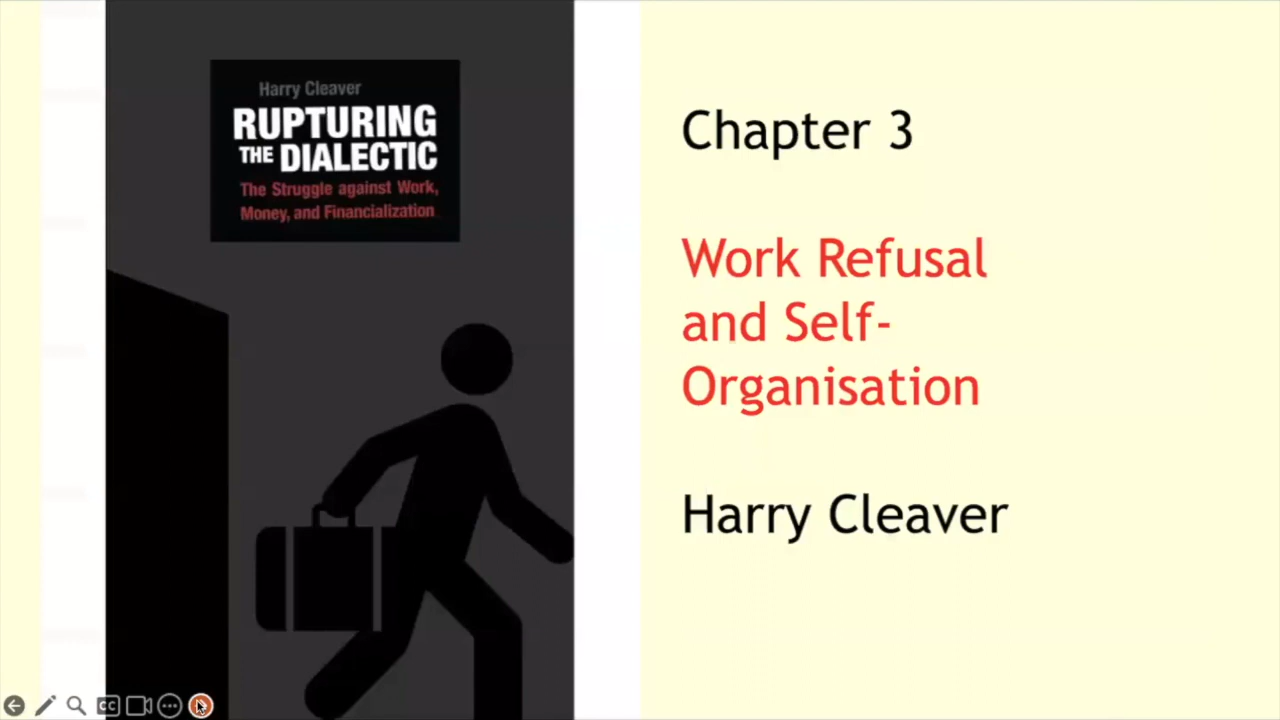 Harry Cleaver
RUPTURING
THE DIALECTIC
The Struggle against Work,
Money, and Financialization
Chapter 3
Work Refusal
and Self-
Organisation
Harry Cleaver
CC